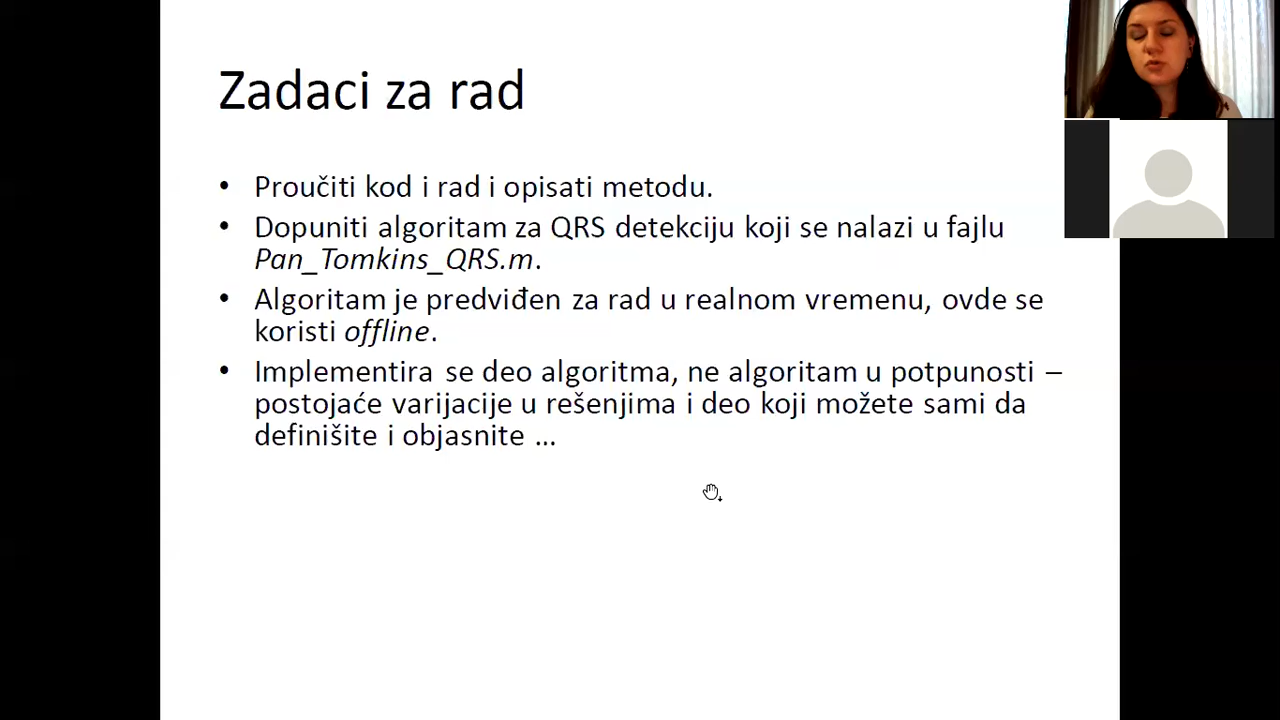 Zadaci za rad
• Proučiti kod i rad i opisati metodu.
• Dopuniti algoritam za QRS detekciju koji se nalazi u fajlu
Pan_Tomkins_QRS.m.
• Algoritam je predviđen za rad u realnom vremenu, ovde se
koristi offline.
• Implementira se deo algoritma, ne algoritam u potpunosti –
postojaće varijacije u rešenjima i deo koji možete sami da
definišite i objasnite ...